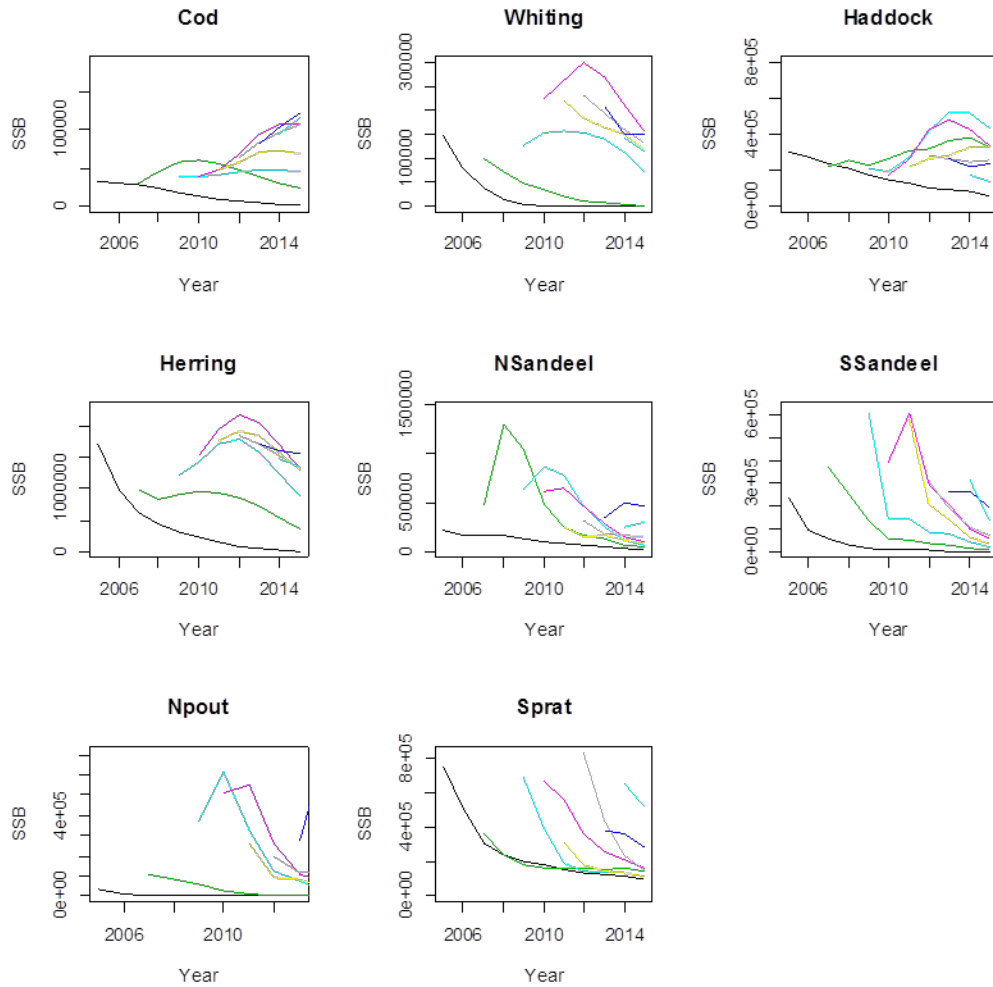 Cod
SSB
0 100000
2006 2010 2014
Year
Whiting
SSB
0 100000 300000
2006 2010 2014
Year
Haddock
SSB
0e+00 4e+05 8e+05
2006 2010 2014
Year
Herring
SSB
0 1000000
2006 2010 2014
Year
NSandeel
SSB
0 500000 1500000
2006 2010 2014
Year
SSandeel
SSB
0e+00 3e+05 6e+05
2006 2010 2014
Year
Npout
SSB
0e+00 4e+05
2006 2010
Year
Sprat
SSB
0e+00 4e+05 8e+05
2006 2010 2014
Year